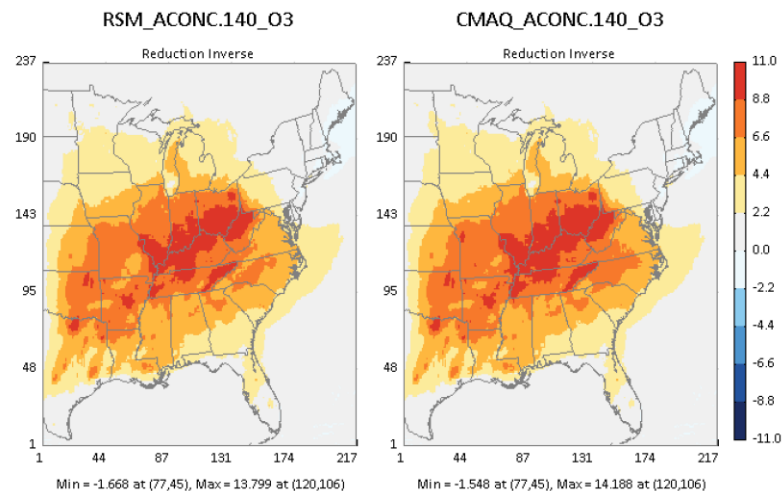 RSM_ACONC.140_O3
CMAQ_ACONC.140_O3
Reduction Inverse
Reduction Inverse
237
190
143
95
48
1
1 44 87 131 174 217
237
190
143
95
48
1
1 44 87 131 174 217
11.0
8.8
6.6
4.4
2.2
0.0
-2.2
-4.4
-6.6
-8.8
-11.0
Min = -1.668 at (77,45), Max = 13.799 at (120,106)
Min = -1.548 at (77,45), Max = 14.188 at (120,106)